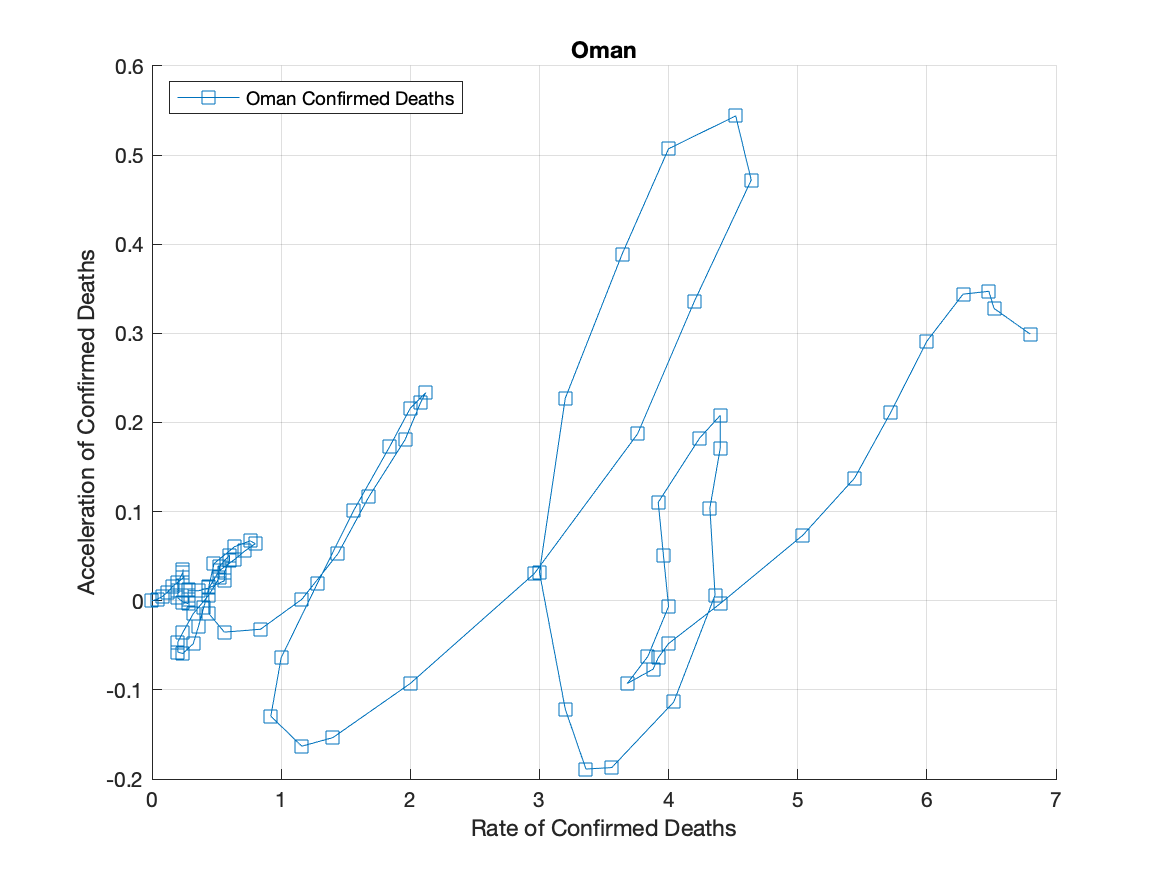 Oman
Oman Confirmed Deaths
0.6
0.5
0.4
0.3
0.2
0.1
0
-0.1
-0.2
Acceleration of Confirmed Deaths
0 1 2 3 4 5 6 7
Rate of Confirmed Deaths